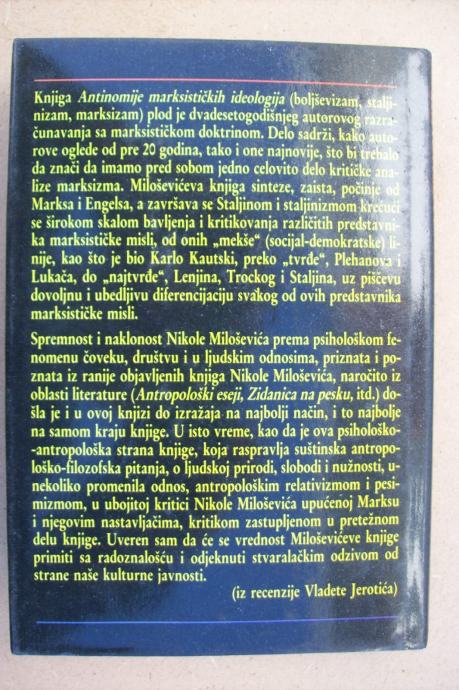 Knjiga Antinomije marksističkih ideologija (boljševizam, stalji-
nizam, marksizam) plod je dvadesetogodišnjeg autorovog razra-
čunavanja sa marksističkom doktrinom. Delo sadrži, kako auto-
rove oglede od pre 20 godina, tako i one najnovije, što bi trebalo
da znači da imamo pred sobom jedno celovito delo kritičke ana-
lize marksizma. Miloševićeva knjiga sinteze, zaista, počinje od
Marksa i Engelsa, a završava se Staljinom i staljinizmom krećući
se širokom skalom bavljenja i kritikovanja različitih predstavni-
ka marksističke misli, od onih „mekše“ (socijal-demokratske) li-
nije, kao što je bio Karlo Kautski, preko „tvrđe“, Plehanova i
Lukača, do „najtvrđe“, Lenjina, Trockog i Staljina, uz piščevu
dovoljnu i ubedljivu diferencijaciju svakog od ovih predstavnika
marksističke misli.
Spremnost i naklonost Nikole Miloševića prema psihološkom fe-
nomenu čoveku, društvu i u ljudskim odnosima, priznata i po-
znata iz ranije objavljenih knjiga Nikole Miloševića, naročito iz
oblasti literature (Antropološki eseji, Zidanica na pesku, itd.) do-
šla je i u ovoj knjizi do izražaja na najbolji način, i to najbolje
na samom kraju knjige. U isto vreme, kao da je ova psihološko-
-antropološka strana knjige, koja raspravlja suštinska antropo-
loško-filozofska pitanja, o ljudskoj prirodi, slobodi i nužnosti, u-
nekoliko promenila odnos, antropološkim relativizmom i pesi-
mizmom, u ubojitoj kritici Nikole Miloševića upućenoj Marksu
i njegovim nastavljačima, kritikom zastupljenom u pretežnom
delu knjige. Uveren sam da će se vrednost Miloševićeve knjige
primiti sa radoznalošću i odjeknuti stvaralačkim odzivom od
strane naše kulturne javnosti.
(iz recenzije Vladete Jerotića)